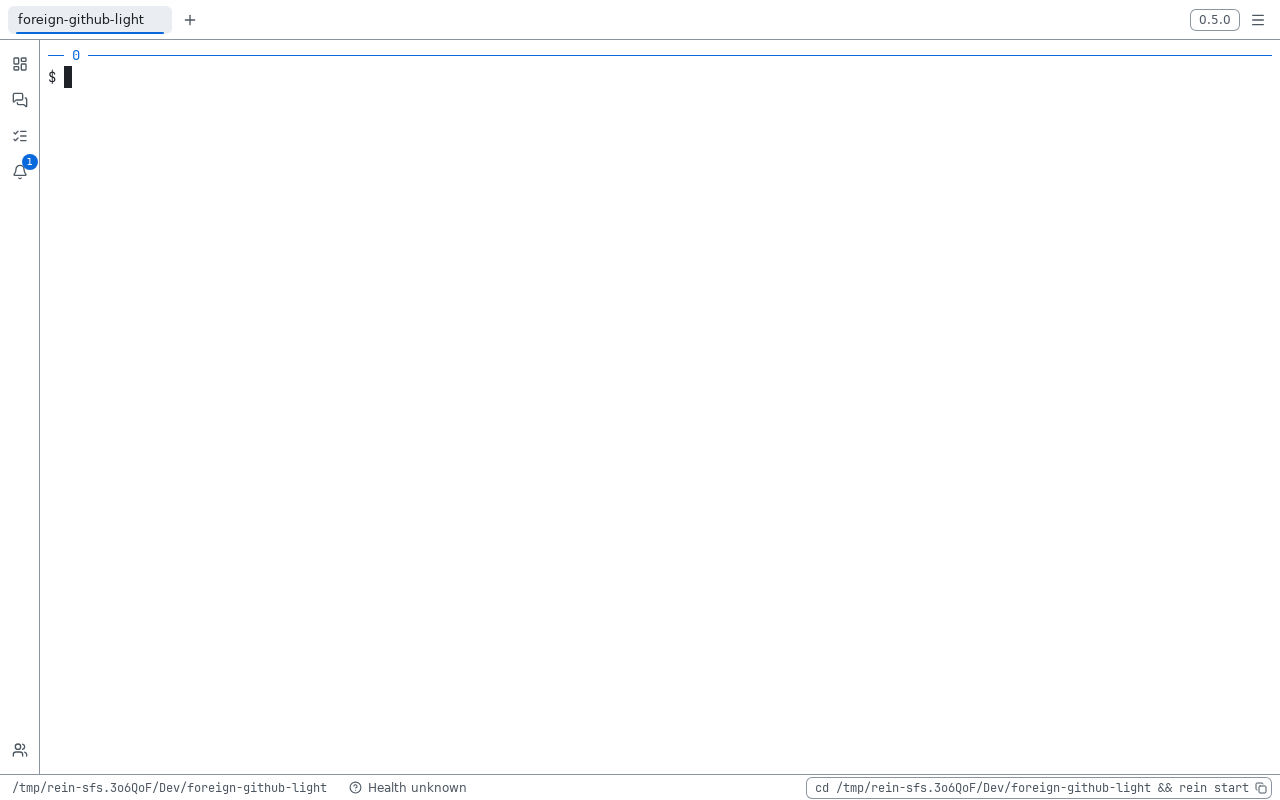 foreign-github-light
0.5.0
0
$
1
/tmp/rein-sfs.3o6QoF/Dev/foreign-github-light
Health unknown
cd /tmp/rein-sfs.3o6QoF/Dev/foreign-github-light && rein start